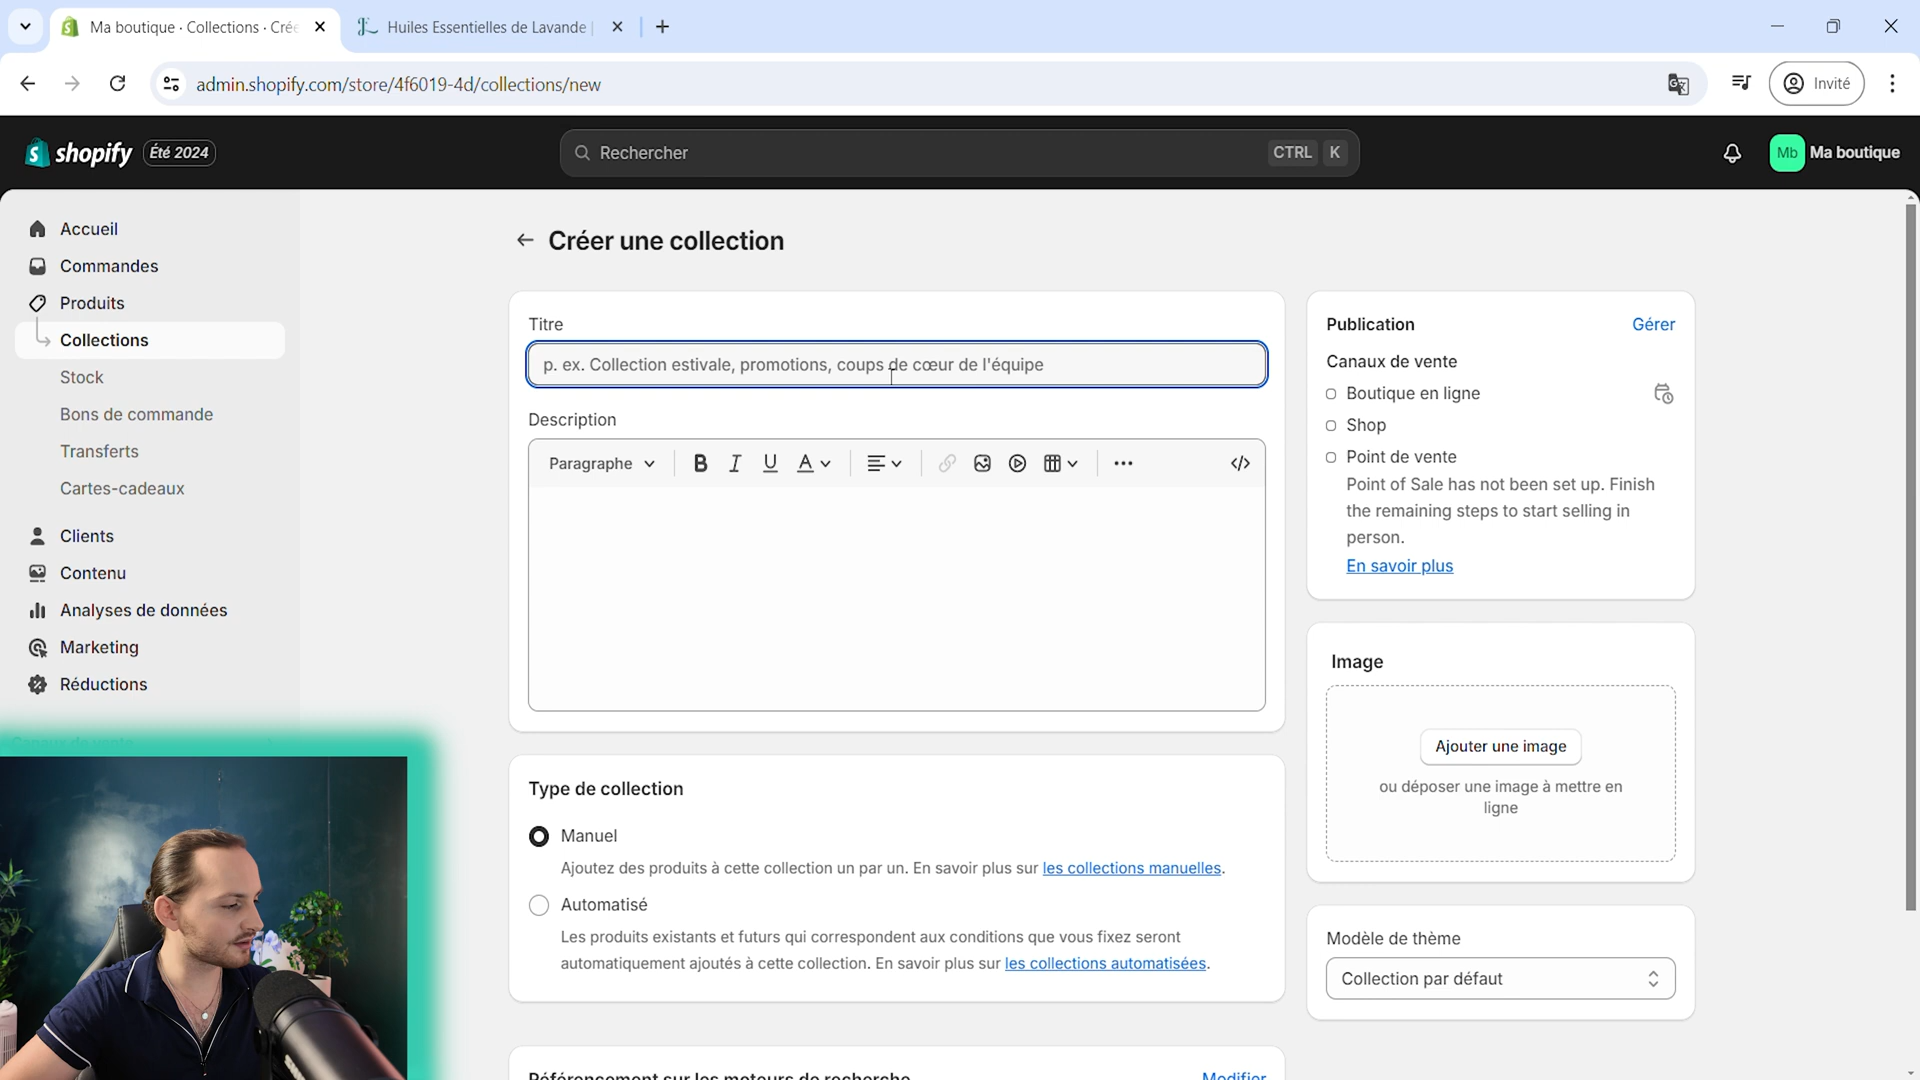 Ma boutique · Collections · Crée
Huiles Essentielles de Lavande |
admin.shopify.com/store/4f6019-4d/collections/new
Invité
shopify
Été 2024
Rechercher
CTRL K
Mb
Ma boutique
Accueil
Commandes
Produits
Collections
Stock
Bons de commande
Transferts
Cartes-cadeaux
Clients
Contenu
Analyses de données
Marketing
Réductions
Créer une collection
Titre
p. ex. Collection estivale, promotions, coups de cœur de l'équipe
Description
Paragraphe
B I U A
Type de collection
Manuel
Ajoutez des produits à cette collection un par un. En savoir plus sur les collections manuelles.
Automatisé
Les produits existants et futurs qui correspondent aux conditions que vous fixez seront
automatiquement ajoutés à cette collection. En savoir plus sur les collections automatisées.
Référencement sur les moteurs de recherche
Modifier
Publication
Gérer
Canaux de vente
Boutique en ligne
Shop
Point de vente
Point of Sale has not been set up. Finish
the remaining steps to start selling in
person.
En savoir plus
Image
Ajouter une image
ou déposer une image à mettre en
ligne
Modèle de thème
Collection par défaut